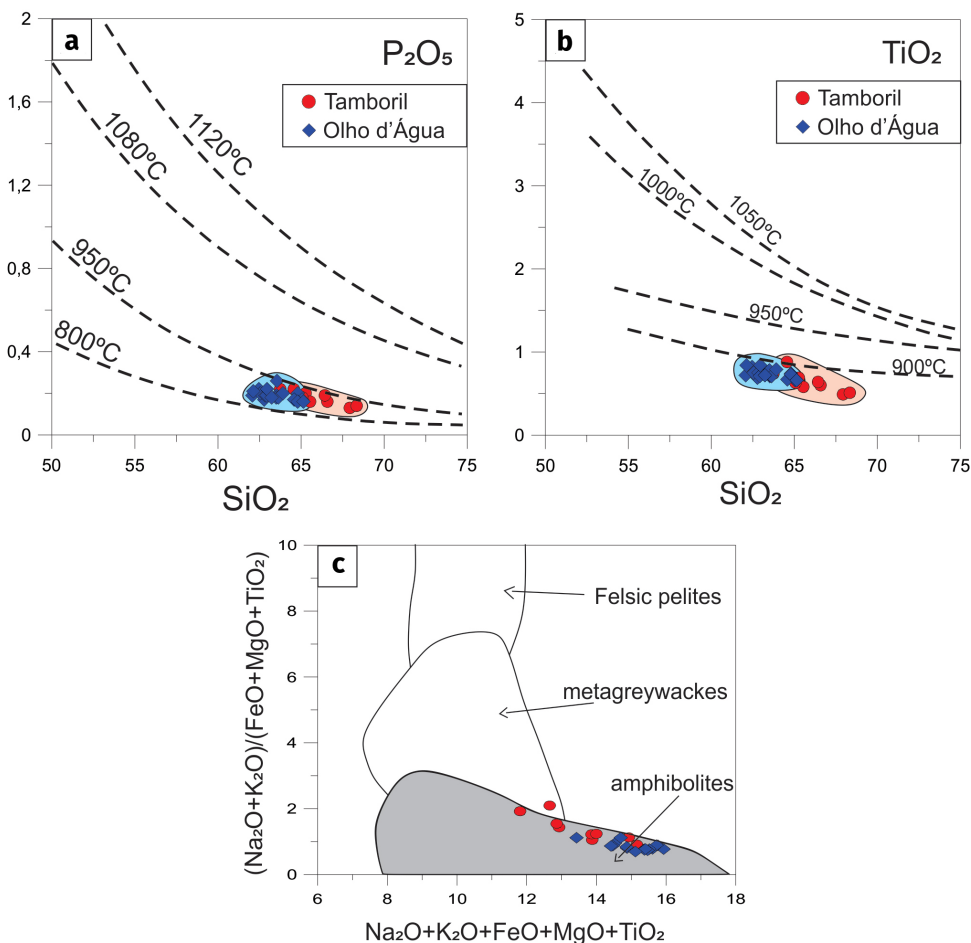 a
P₂O₅
Tamboril
Olho d'Água
1120ºC
1080ºC
950ºC
800ºC
2
1,6
1,2
0,8
0,4
0
50
55
60
65
70
75
SiO₂
b
TiO₂
Tamboril
Olho d'Água
1050ºC
1000ºC
950ºC
900ºC
5
4
3
2
1
0
50
55
60
65
70
75
SiO₂
c
Felsic pelites
metagreywackes
amphibolites
(Na₂O+K₂O)/(FeO+MgO+TiO₂)
10
8
6
4
2
0
6
8
10
12
14
16
18
Na₂O+K₂O+FeO+MgO+TiO₂